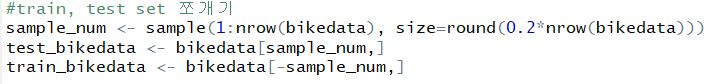 #train, test set 쪼개기
sample_num <- sample(1:nrow(bikedata), size=round(0.2*nrow(bikedata)))
test_bikedata <- bikedata[sample_num,]
train_bikedata <- bikedata[-sample_num,]